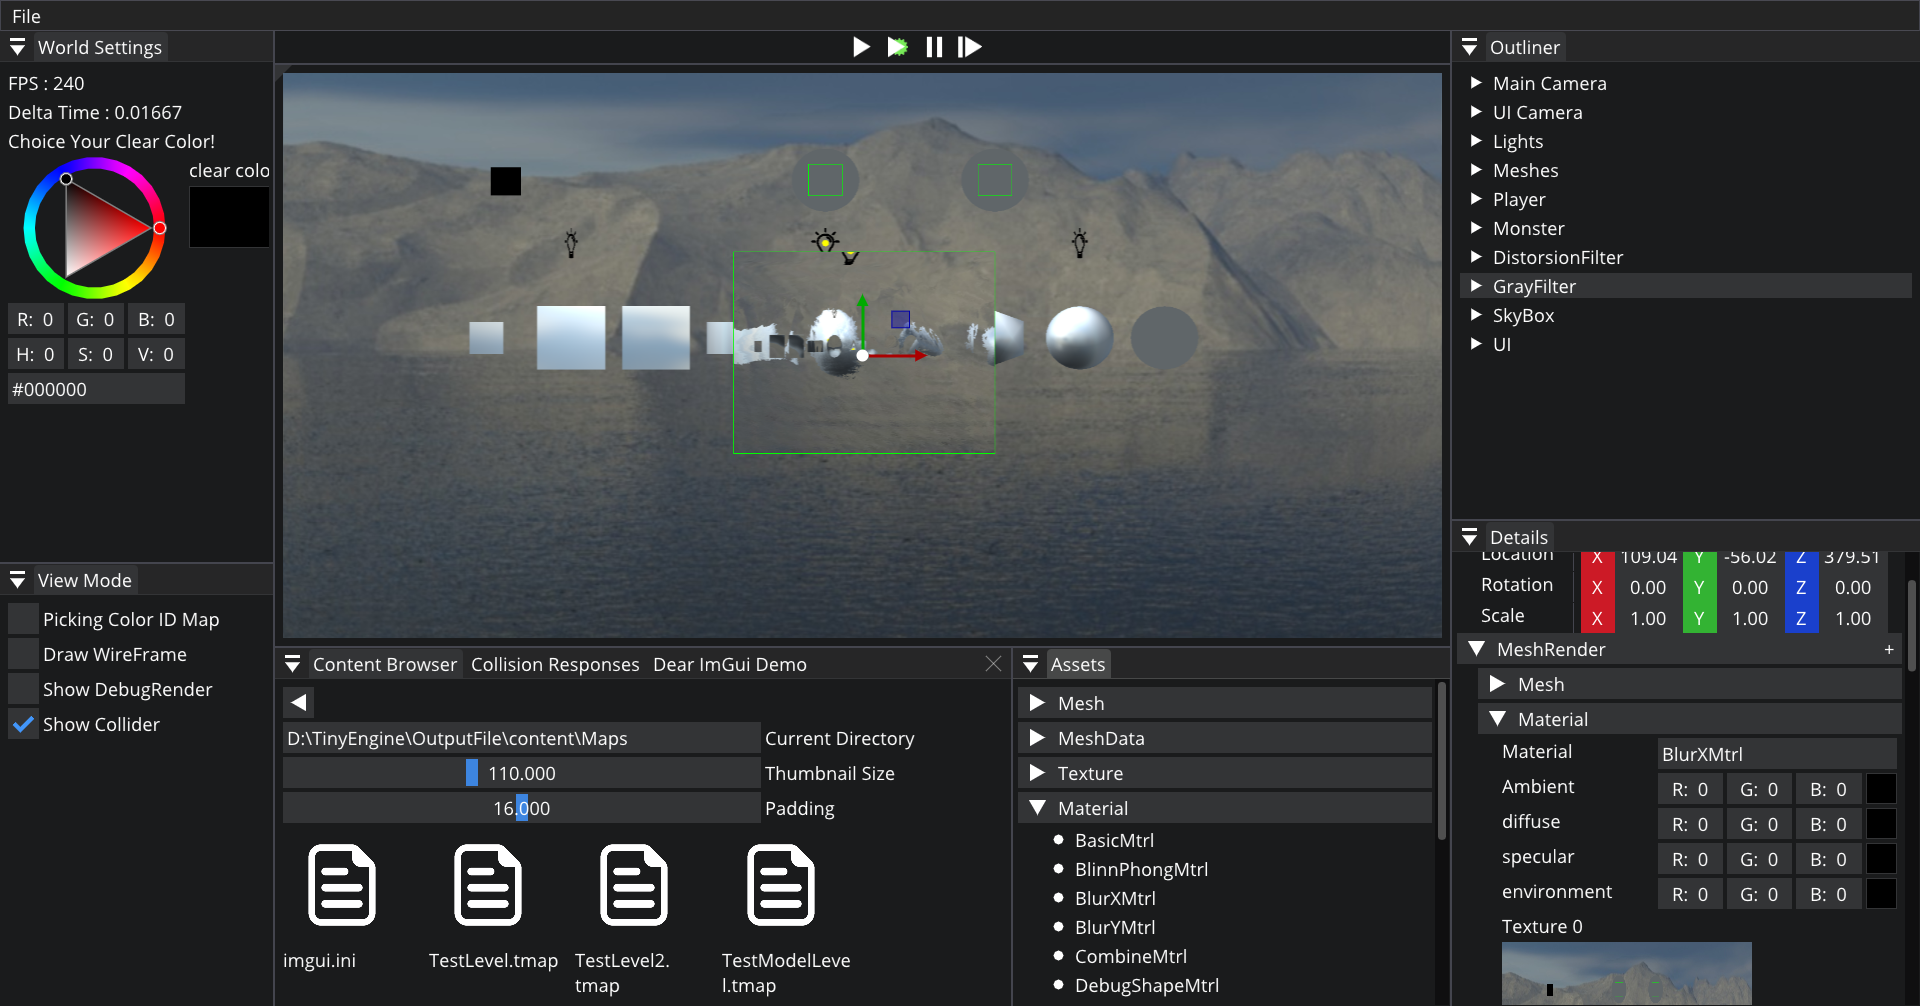 File
World Settings
FPS : 240
Delta Time : 0.01667
Choice Your Clear Color!
clear colo
R: 0 G: 0 B: 0
H: 0 S: 0 V: 0
#000000
View Mode
Picking Color ID Map
Draw WireFrame
Show DebugRender
Show Collider
Content Browser Collision Responses Dear ImGui Demo
D:\TinyEngine\OutputFile\content\Maps Current Directory
110.000 Thumbnail Size
16.000 Padding
imgui.ini
TestLevel.tmap
TestLevel2.
tmap
TestModelLeve
l.tmap
Assets
Mesh
MeshData
Texture
Material
BasicMtrl
BlinnPhongMtrl
BlurXMtrl
BlurYMtrl
CombineMtrl
DebugShapeMtrl
Outliner
Main Camera
UI Camera
Lights
Meshes
Player
Monster
DistorsionFilter
GrayFilter
SkyBox
UI
Details
Location X 109.04 Y -56.02 Z 379.51
Rotation X 0.00 Y 0.00 Z 0.00
Scale X 1.00 Y 1.00 Z 1.00
MeshRender +
Mesh
Material
Material BlurXMtrl
Ambient R: 0 G: 0 B: 0
diffuse R: 0 G: 0 B: 0
specular R: 0 G: 0 B: 0
environment R: 0 G: 0 B: 0
Texture 0